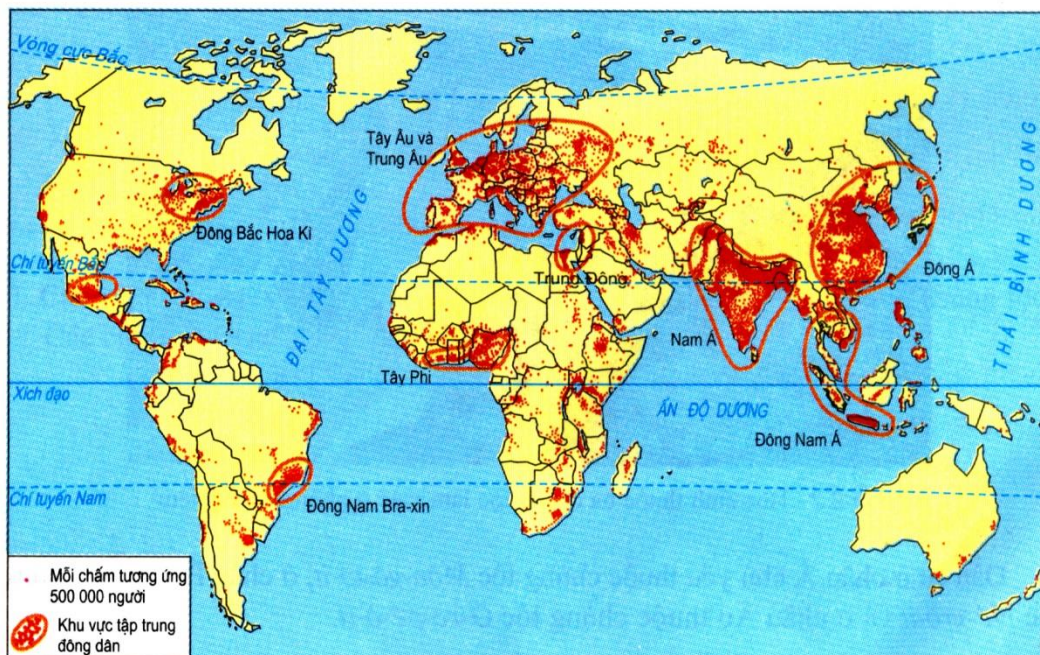 Vòng cực Bắc
Tây Âu và
Trung Âu
Đông Bắc Hoa Kì
ĐẠI TÂY DƯƠNG
THÁI BÌNH DƯƠNG
Chí tuyến Bắc
Trung Đông
Đông Á
Nam Á
Tây Phi
Xích đạo
ẤN ĐỘ DƯƠNG
Đông Nam Á
Chí tuyến Nam
Đông Nam Bra-xin
Mỗi chấm tương ứng
500 000 người
Khu vực tập trung
đông dân